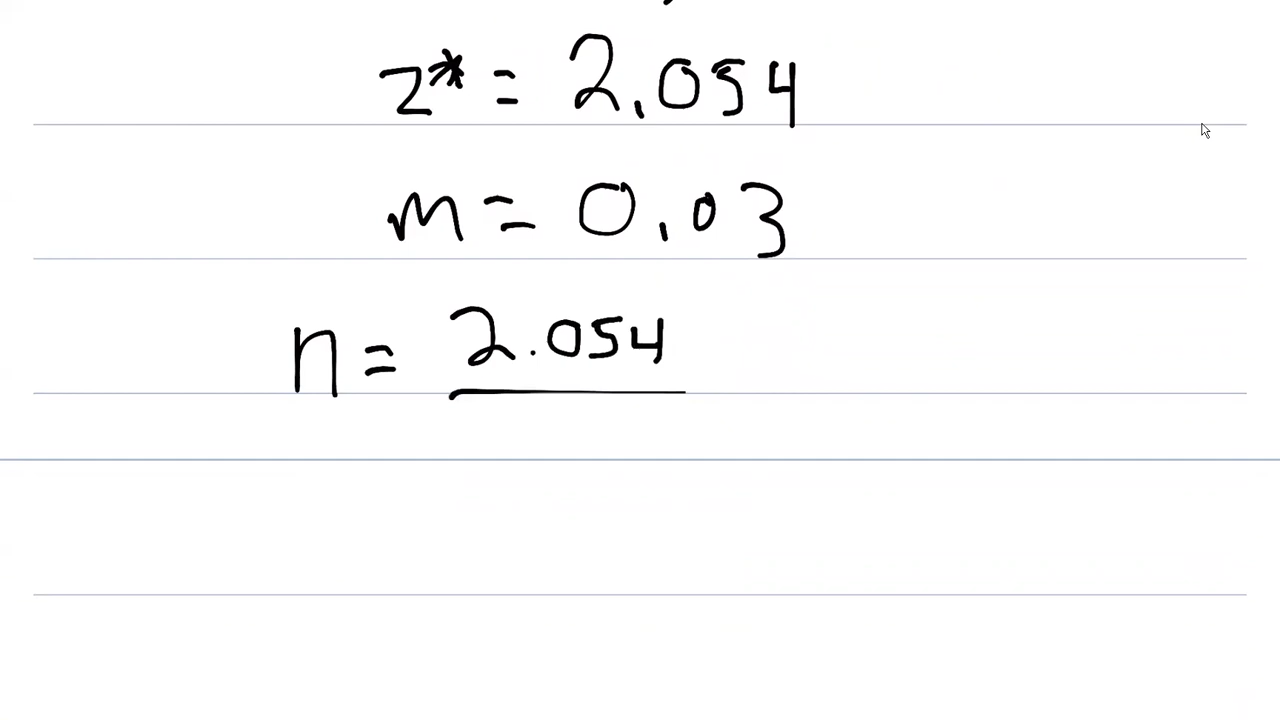 z* = 2.054
m = 0.03
n = 2.054